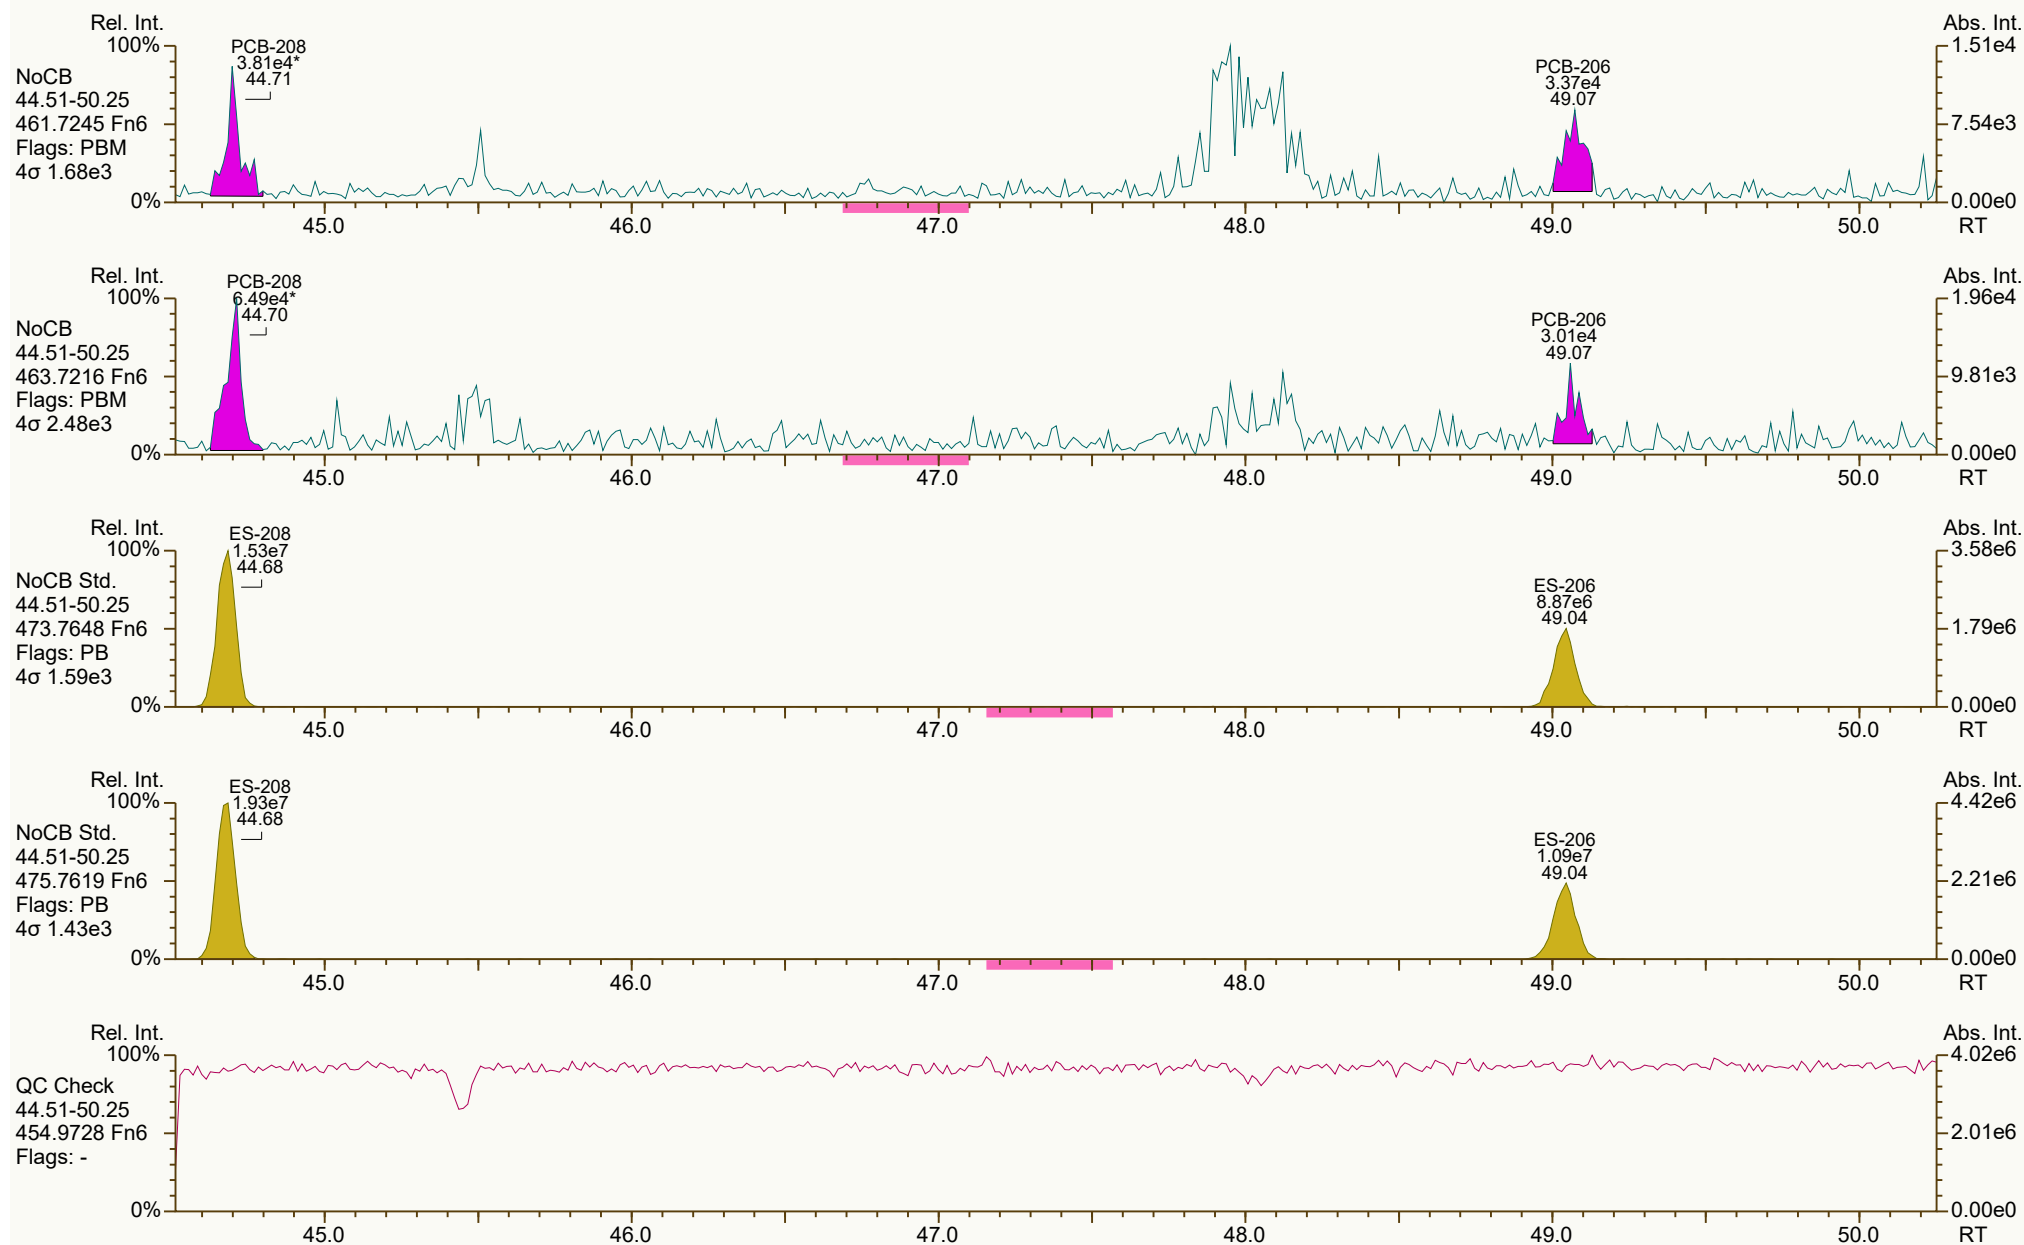 Rel. Int.
Abs. Int.
100%
0%
NoCB
44.51-50.25
461.7245 Fn6
Flags: PBM
4σ 1.68e3
PCB-208
3.81e4*
44.71
PCB-206
3.37e4
49.07
1.51e4
7.54e3
0.00e0
45.0 46.0 47.0 48.0 49.0 50.0 RT
Rel. Int.
Abs. Int.
100%
0%
NoCB
44.51-50.25
463.7216 Fn6
Flags: PBM
4σ 2.48e3
PCB-208
6.49e4*
44.70
PCB-206
3.01e4
49.07
1.96e4
9.81e3
0.00e0
45.0 46.0 47.0 48.0 49.0 50.0 RT
Rel. Int.
Abs. Int.
100%
0%
NoCB Std.
44.51-50.25
473.7648 Fn6
Flags: PB
4σ 1.59e3
ES-208
1.53e7
44.68
ES-206
8.87e6
49.04
3.58e6
1.79e6
0.00e0
45.0 46.0 47.0 48.0 49.0 50.0 RT
Rel. Int.
Abs. Int.
100%
0%
NoCB Std.
44.51-50.25
475.7619 Fn6
Flags: PB
4σ 1.43e3
ES-208
1.93e7
44.68
ES-206
1.09e7
49.04
4.42e6
2.21e6
0.00e0
45.0 46.0 47.0 48.0 49.0 50.0 RT
Rel. Int.
Abs. Int.
100%
0%
QC Check
44.51-50.25
454.9728 Fn6
Flags: -
4.02e6
2.01e6
0.00e0
45.0 46.0 47.0 48.0 49.0 50.0 RT